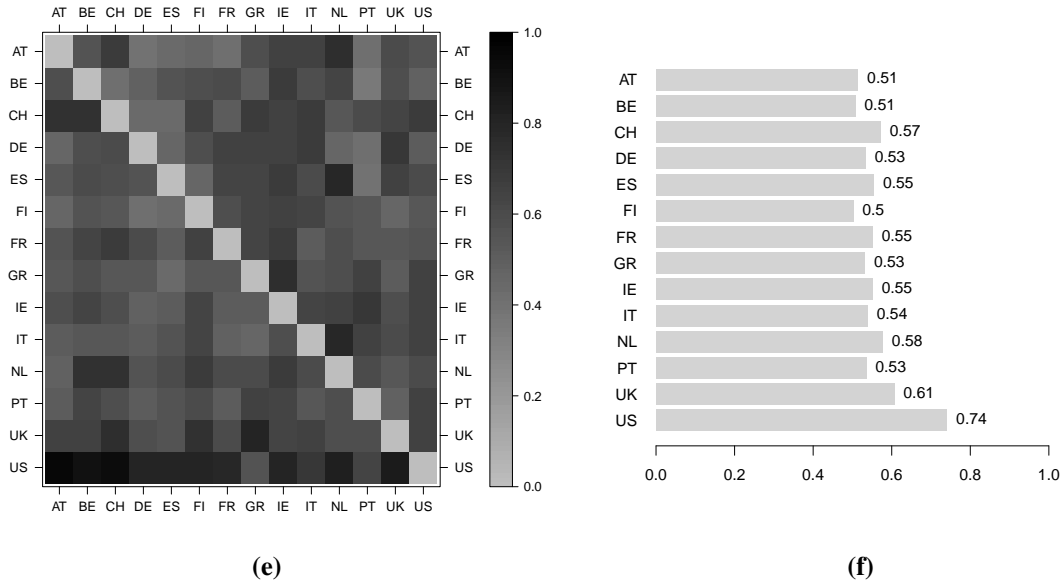 AT BE CH DE ES FI FR GR IE IT NL PT UK US
AT AT
BE BE
CH CH
DE DE
ES ES
FI FI
FR FR
GR GR
IE IE
IT IT
NL NL
PT PT
UK UK
US US
AT BE CH DE ES FI FR GR IE IT NL PT UK US
1.0
0.8
0.6
0.4
0.2
0.0
AT 0.51
BE 0.51
CH 0.57
DE 0.53
ES 0.55
FI 0.5
FR 0.55
GR 0.53
IE 0.55
IT 0.54
NL 0.58
PT 0.53
UK 0.61
US 0.74
0.0 0.2 0.4 0.6 0.8 1.0
(e) (f)